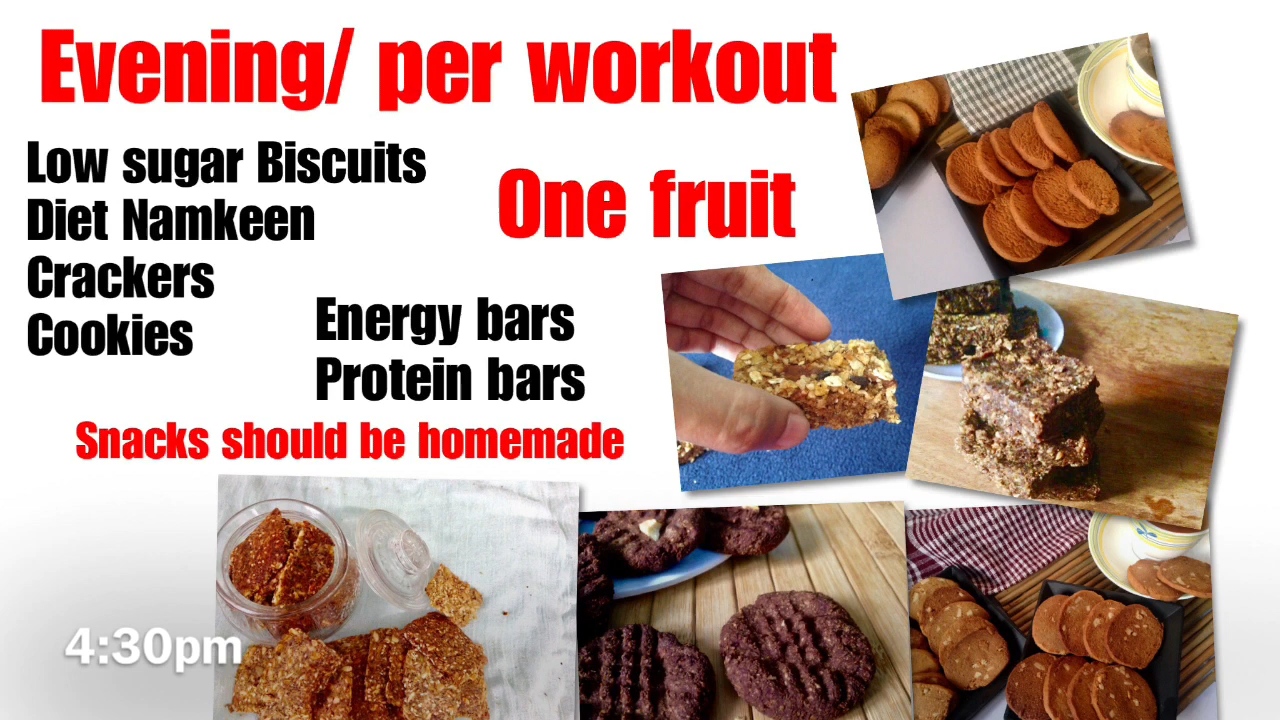 Evening/ per workout
Low sugar Biscuits
Diet Namkeen
Crackers
Cookies
One fruit
Energy bars
Protein bars
Snacks should be homemade
4:30pm